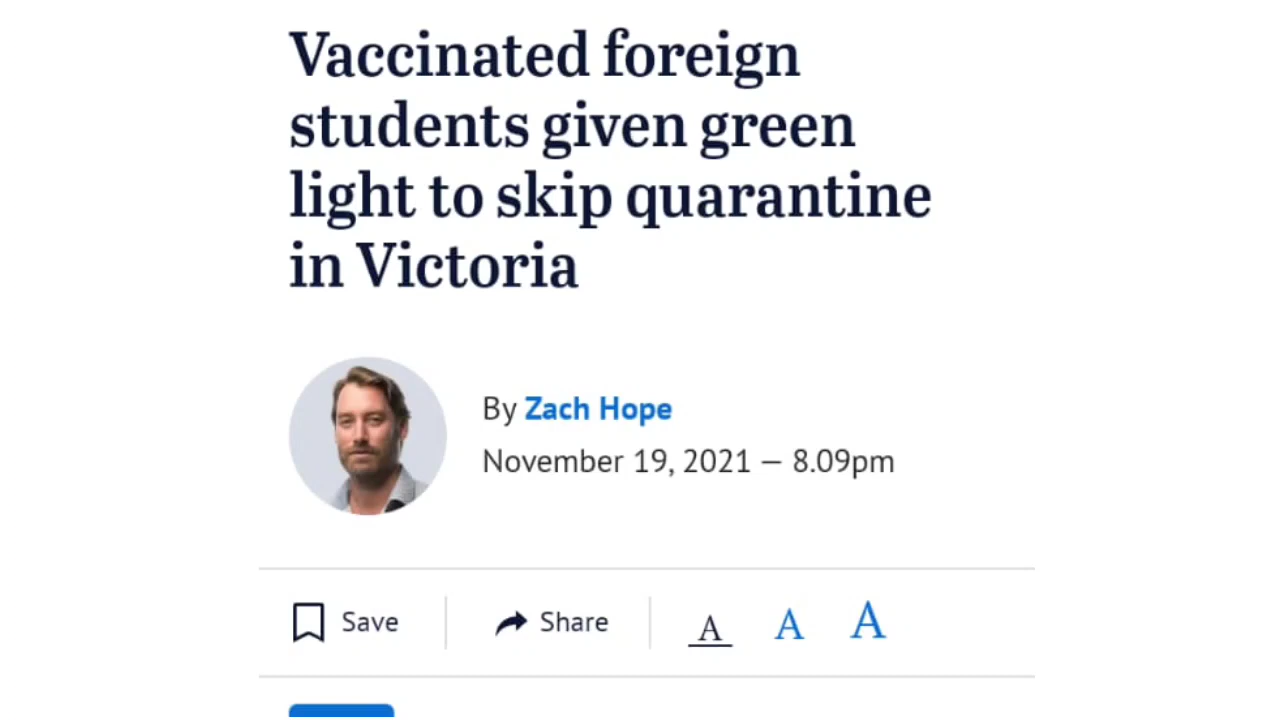 Vaccinated foreign
students given green
light to skip quarantine
in Victoria
By Zach Hope
November 19, 2021 — 8.09pm
Save
Share
A
A
A